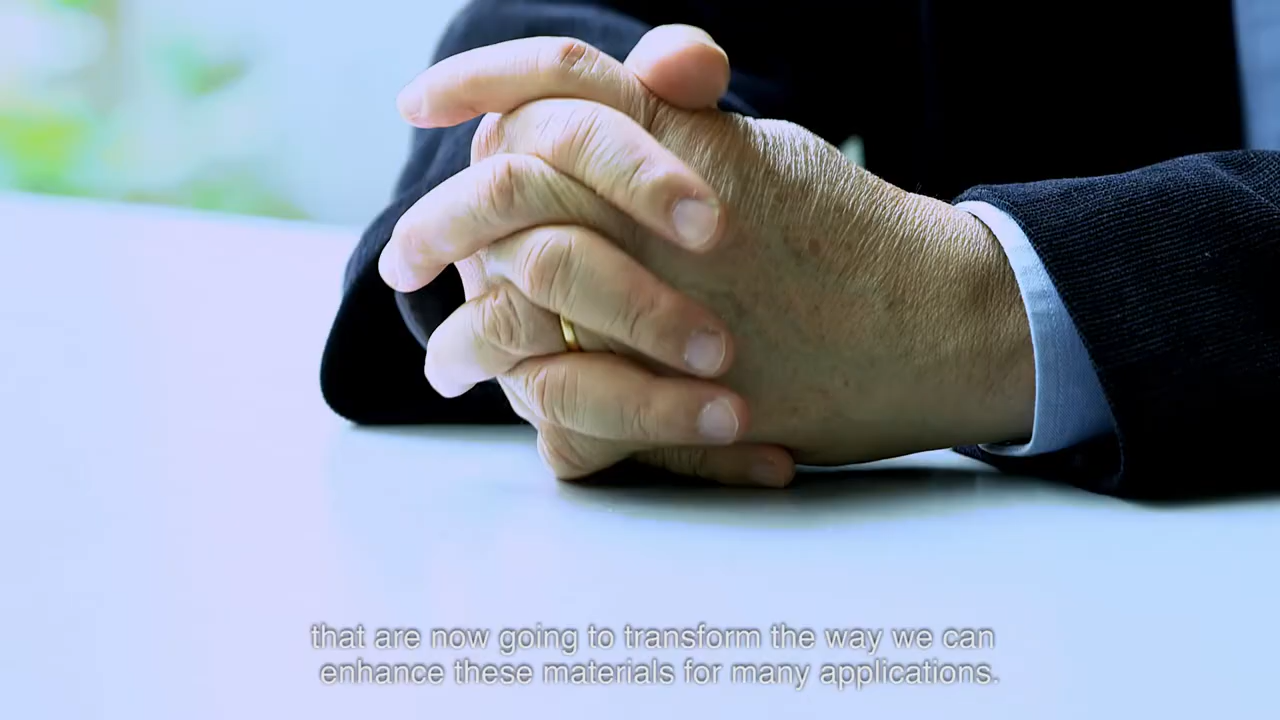 that are now going to transform the way we can
enhance these materials for many applications.